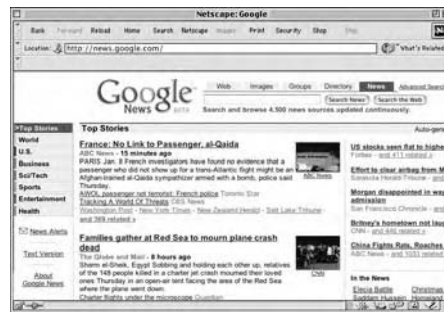 Netscape: Google
Back Forward Reload Home Search Netscape Images Print Security Shop Stop
Location: http://news.google.com/
What's Related
Google
News BETA
Web Images Groups Directory News Advanced Search
Search News Search the Web
Search and browse 4,500 news sources updated continuously.
>Top Stories
World
U.S.
Business
Sci/Tech
Sports
Entertainment
Health
News Alerts
Text Version
About
Google News
Top Stories
Auto-gene
France: No Link to Passenger, al-Qaida
ABC News - 15 minutes ago
PARIS Jan. 8 French investigators have found no evidence that a
passenger who did not show up for a trans-Atlantic flight might be an
Afghan-trained al-Qaida sympathizer armed with a bomb, police said
Thursday.
AWOL passenger not terrorist: French police Toronto Star
Tracking A World Of Threats CBS News
Washington Post - New York Times - New Zealand Herald - Salt Lake Tribune -
and 369 related »
ABC News
Families gather at Red Sea to mourn plane crash
dead
The Globe and Mail - 8 hours ago
Sharm el-Sheik, Egypt Sobbing and holding each other up, relatives
of the 148 people killed in a charter jet crash mourned their loved
ones Thursday in an open-air tent facing the area of the Red Sea
where the plane went down.
Charter flights under the microscope Guardian
CNN
US stocks seen flat to higher
Forbes - and 411 related »
Effort to clear airbag from M
Sarasota Herald-Tribune - and
Morgan disappointed in way
admission
San Francisco Chronicle - and
Britney's hometown not laug
CNN - and 446 related »
China Fights Rats, Roaches,
ABC News - and 1051 related
In the News
Elecia Battle Christmas
Saddam Hussein Homeland